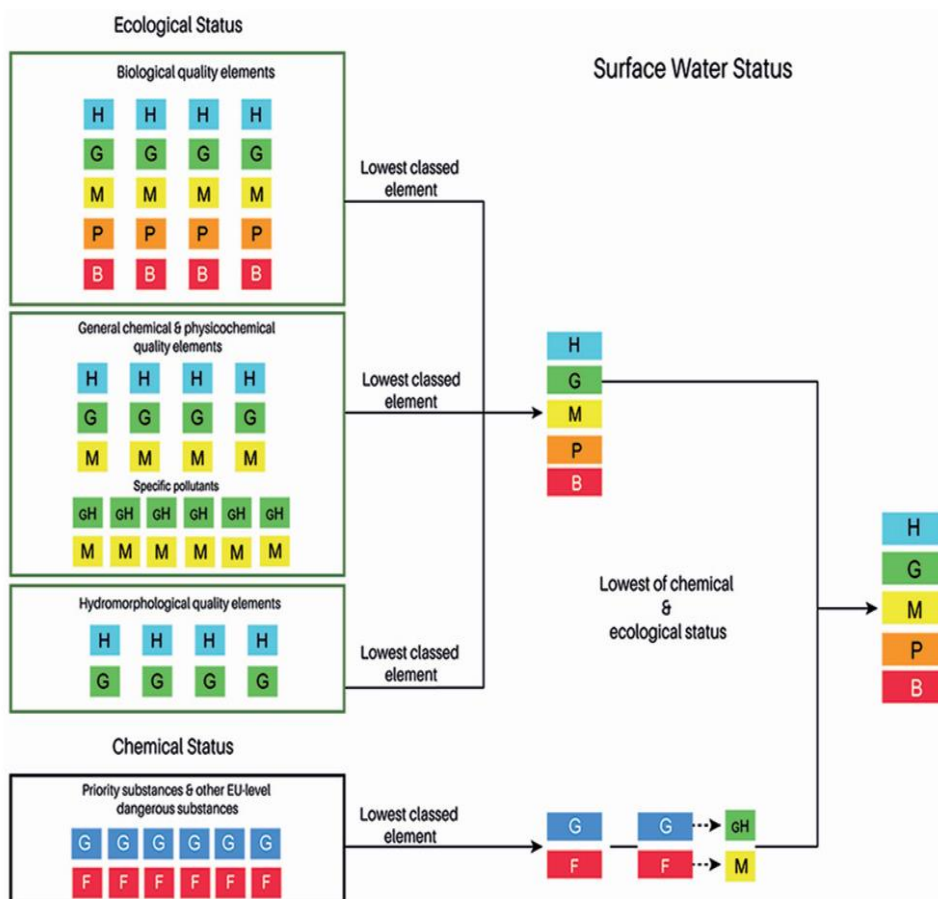 Ecological Status
Biological quality elements
H H H H
G G G G
M M M M
P P P P
B B B B
General chemical & physicochemical
quality elements
H H H H
G G G G
M M M M
Specific pollutants
GH GH GH GH GH GH
M M M M M M
Hydromorphological quality elements
H H H H
G G G G
Chemical Status
Priority substances & other EU-level
dangerous substances
G G G G G G
F F F F F F
Lowest classed
element
Lowest classed
element
Lowest classed
element
Lowest classed
element
Surface Water Status
H
G
M
P
B
Lowest of chemical
&
ecological status
G G GH
F F M
H
G
M
P
B